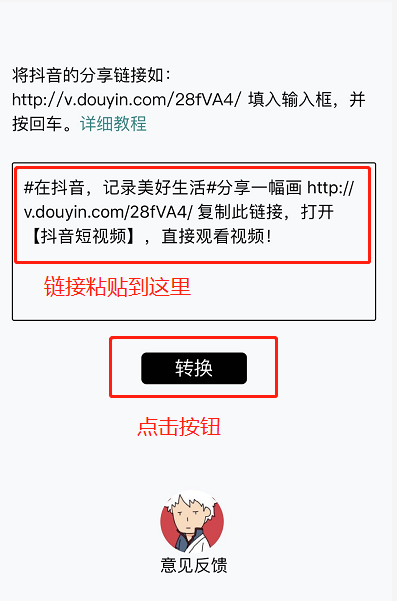 将抖音的分享链接如：
http://v.douyin.com/28fVA4/ 填入输入框，并
按回车。详细教程
#在抖音，记录美好生活#分享一幅画 http://
v.douyin.com/28fVA4/ 复制此链接，打开
【抖音短视频】，直接观看视频！
链接粘贴到这里
转换
点击按钮
意见反馈